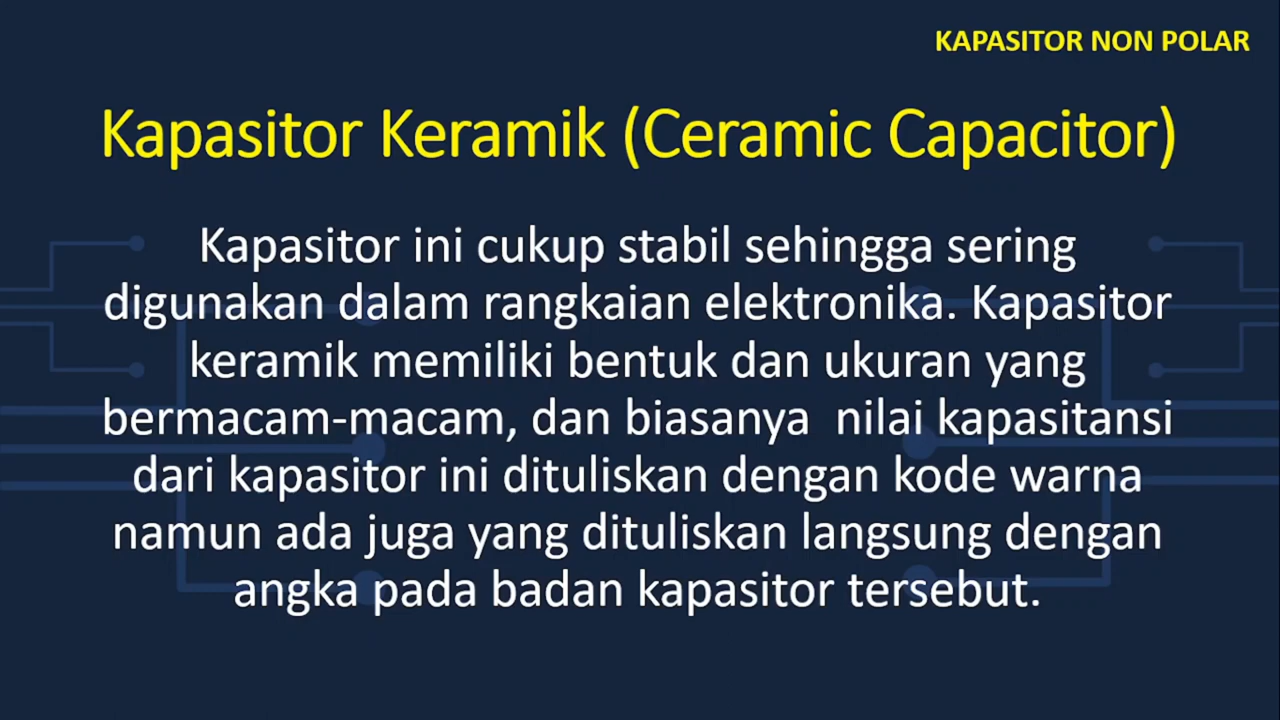 KAPASITOR NON POLAR
Kapasitor Keramik (Ceramic Capacitor)
Kapasitor ini cukup stabil sehingga sering
digunakan dalam rangkaian elektronika. Kapasitor
keramik memiliki bentuk dan ukuran yang
bermacam-macam, dan biasanya  nilai kapasitansi
dari kapasitor ini dituliskan dengan kode warna
namun ada juga yang dituliskan langsung dengan
angka pada badan kapasitor tersebut.